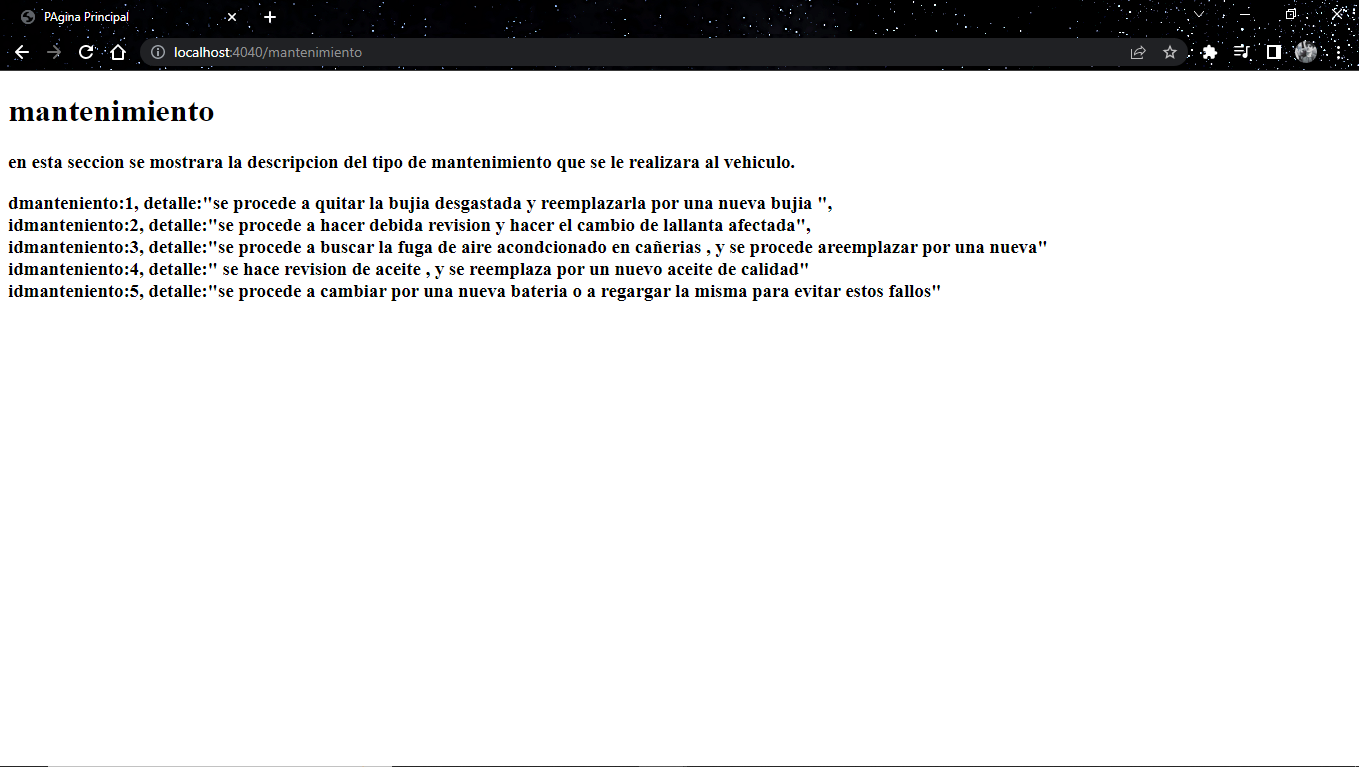 PAgina Principal
localhost:4040/mantenimiento
mantenimiento
en esta seccion se mostrara la descripcion del tipo de mantenimiento que se le realizara al vehiculo.
dmanteniento:1, detalle:"se procede a quitar la bujia desgastada y reemplazarla por una nueva bujia ",
idmanteniento:2, detalle:"se procede a hacer debida revision y hacer el cambio de lallanta afectada",
idmanteniento:3, detalle:"se procede a buscar la fuga de aire acondcionado en cañerias , y se procede areemplazar por una nueva"
idmanteniento:4, detalle:" se hace revision de aceite , y se reemplaza por un nuevo aceite de calidad"
idmanteniento:5, detalle:"se procede a cambiar por una nueva bateria o a regargar la misma para evitar estos fallos"